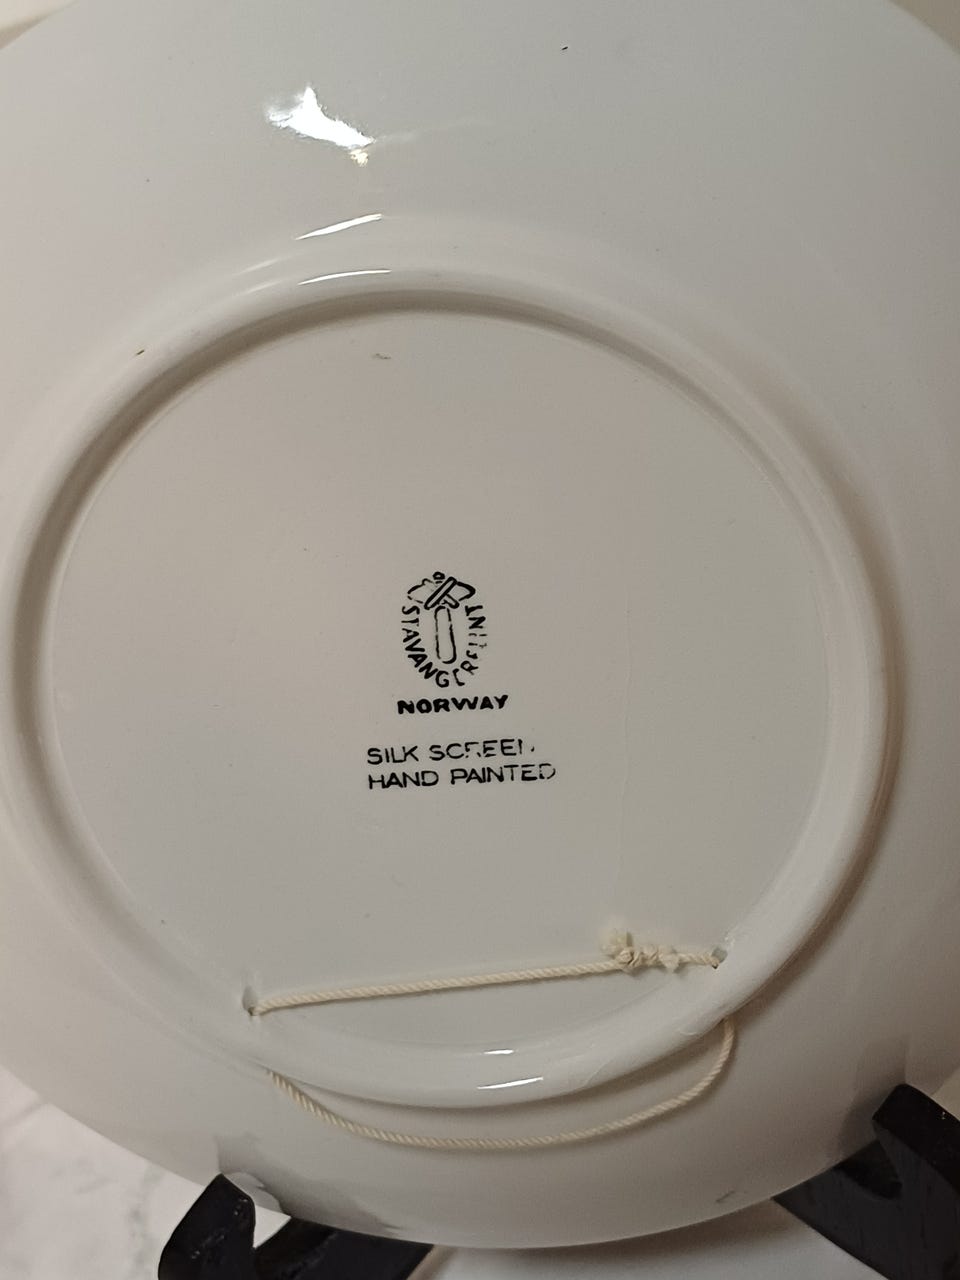 STAVANGERFLINT
NORWAY
SILK SCREEN
HAND PAINTED